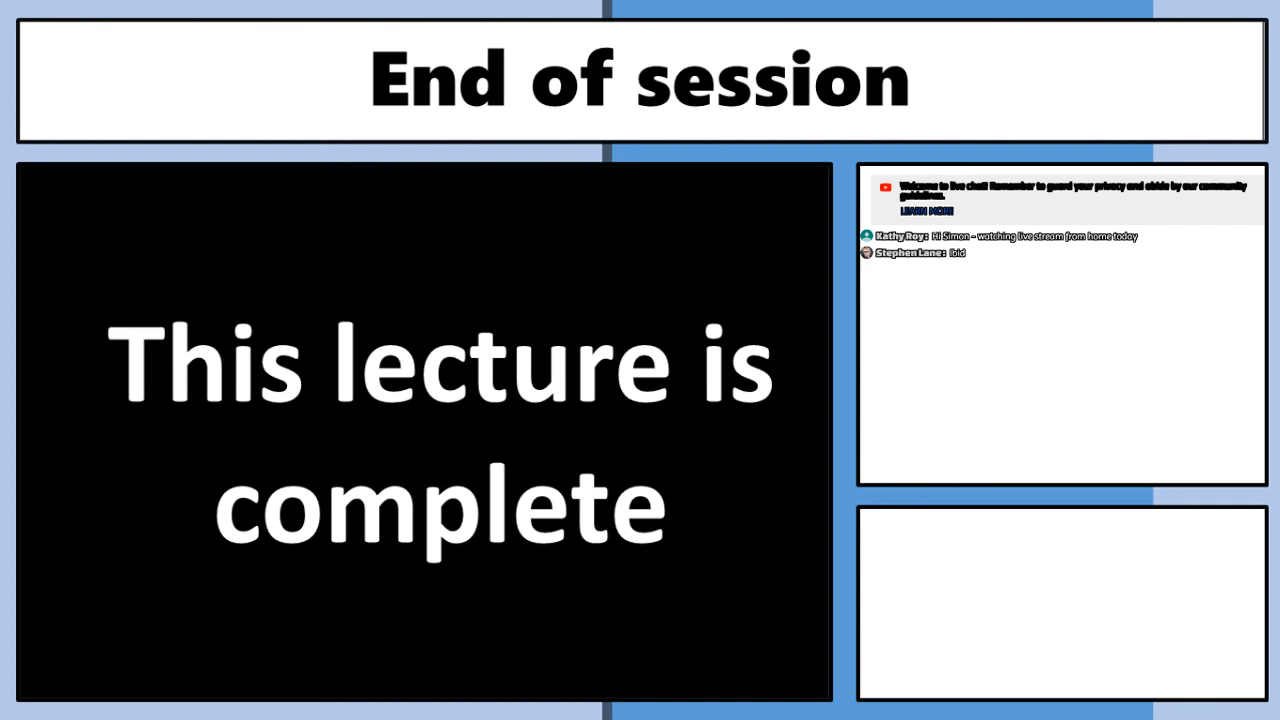 End of session
This lecture is
complete
Welcome to live chat! Remember to guard your privacy and abide by our community
guidelines.
LEARN MORE
Kathy Roy: Hi Simon - watching live stream from home today
Stephen Lane: Ibid